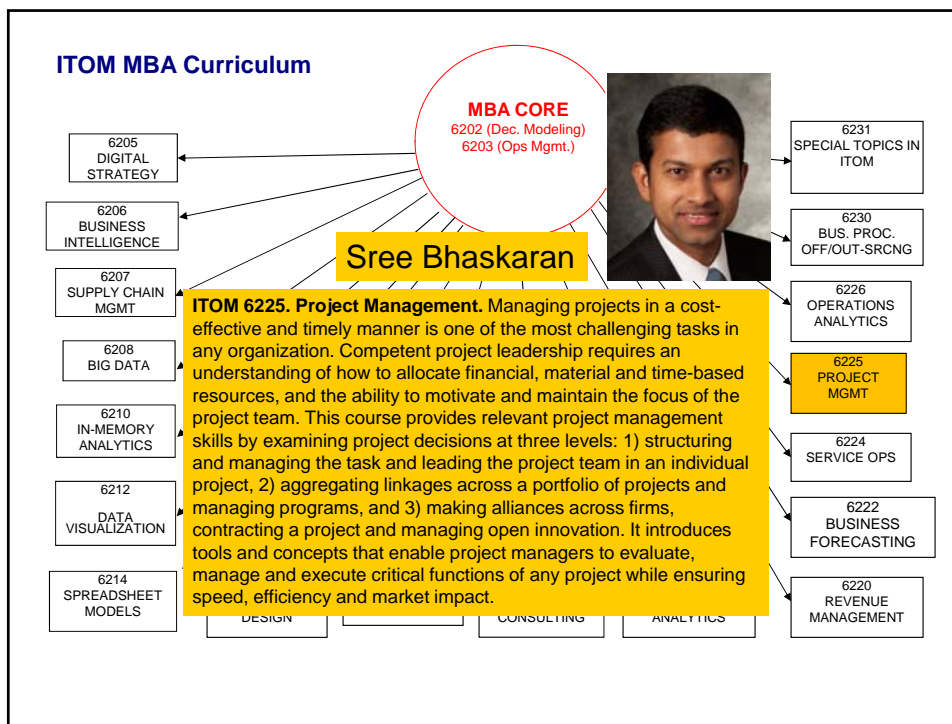 ITOM MBA Curriculum
MBA CORE
6202 (Dec. Modeling)
6203 (Ops Mgmt.)
6205
DIGITAL
STRATEGY
6206
BUSINESS
INTELLIGENCE
6207
SUPPLY CHAIN
MGMT
6208
BIG DATA
6210
IN-MEMORY
ANALYTICS
6212
DATA
VISUALIZATION
6214
SPREADSHEET
MODELS
Sree Bhaskaran
ITOM 6225. Project Management. Managing projects in a cost-
effective and timely manner is one of the most challenging tasks in
any organization. Competent project leadership requires an
understanding of how to allocate financial, material and time-based
resources, and the ability to motivate and maintain the focus of the
project team. This course provides relevant project management
skills by examining project decisions at three levels: 1) structuring
and managing the task and leading the project team in an individual
project, 2) aggregating linkages across a portfolio of projects and
managing programs, and 3) making alliances across firms,
contracting a project and managing open innovation. It introduces
tools and concepts that enable project managers to evaluate,
manage and execute critical functions of any project while ensuring
speed, efficiency and market impact.
DESIGN
CONSULTING
ANALYTICS
6231
SPECIAL TOPICS IN
ITOM
6230
BUS. PROC.
OFF/OUT-SRCNG
6226
OPERATIONS
ANALYTICS
6225
PROJECT
MGMT
6224
SERVICE OPS
6222
BUSINESS
FORECASTING
6220
REVENUE
MANAGEMENT